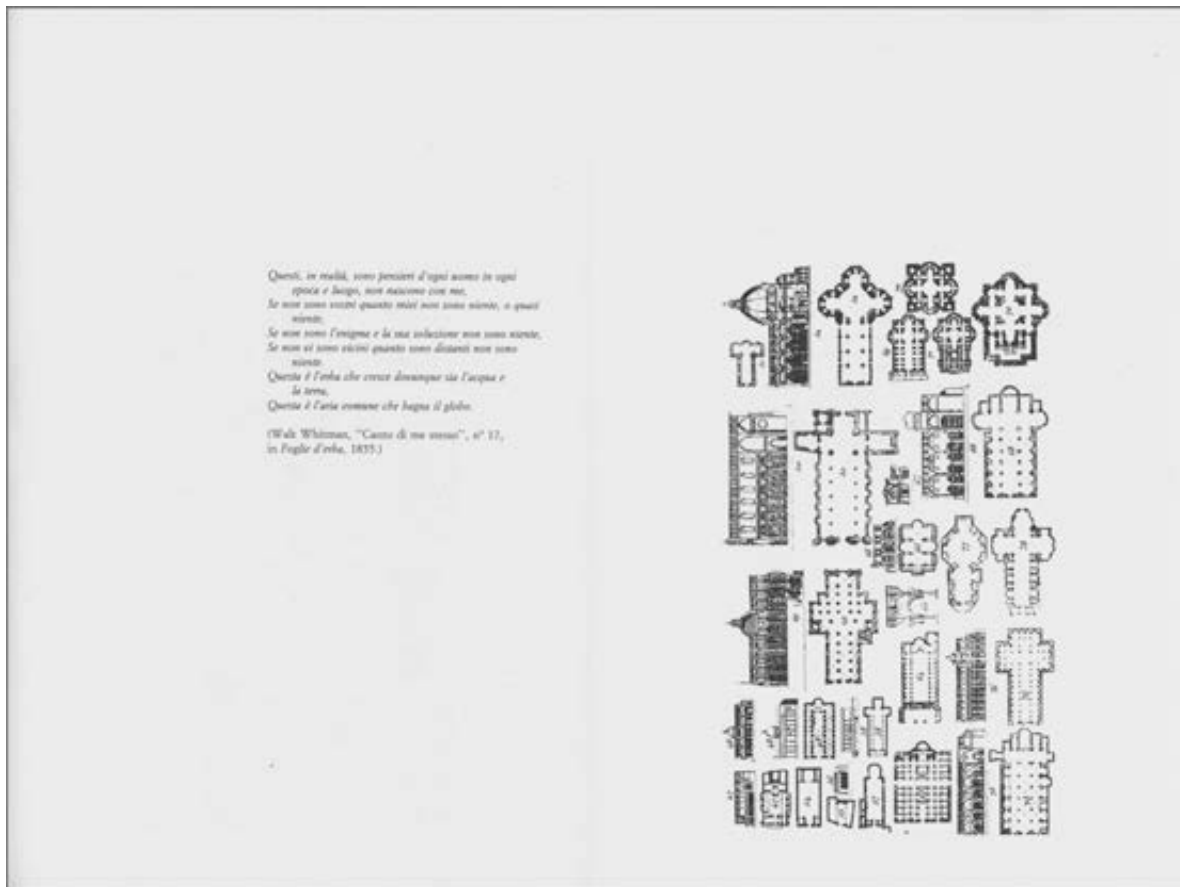 Questi, in realtà, sono pensieri d'ogni uomo in ogni
epoca e luogo, non nascono con me,
Se non sono vostri quanto miei non sono niente, o quasi
niente,
Se non sono l'enigma e la sua soluzione non sono niente,
Se non vi sono vicini quanto sono distanti non sono
niente.
Questa è l'erba che cresce dovunque sia l'acqua e
la terra,
Questa è l'aria comune che bagna il globo.
(Walt Whitman, "Canto di me stesso", n° 17,
in Foglie d'erba, 1855.)